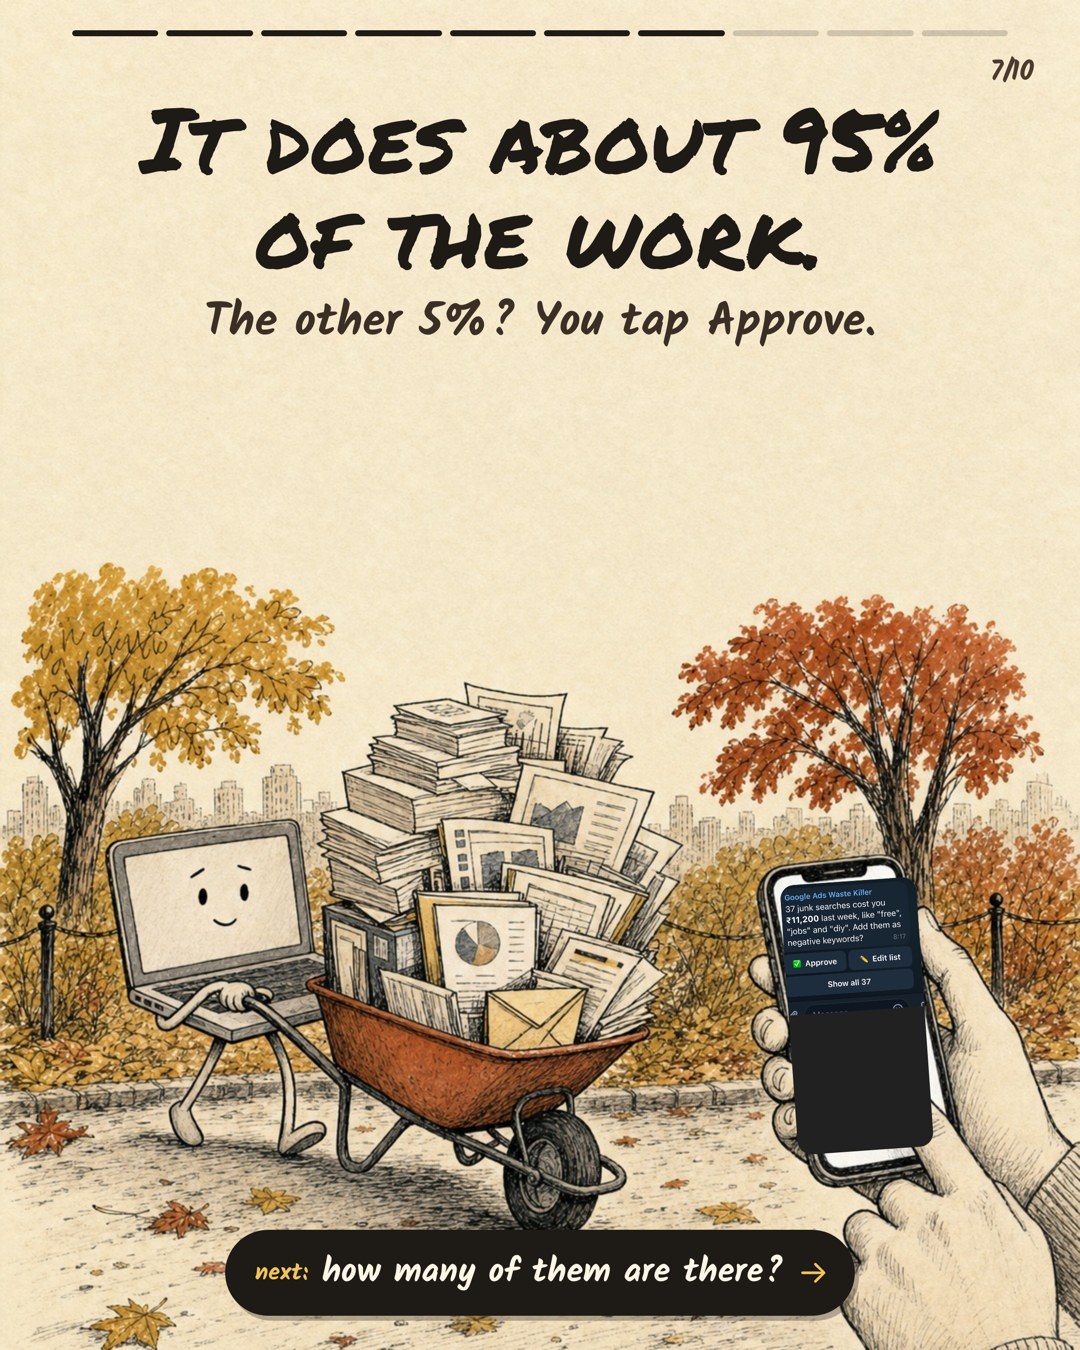 7/10
IT DOES ABOUT 95%
OF THE WORK.
The other 5%? You tap Approve.
Google Ads Waste Killer
37 junk searches cost you
₹11,200 last week, like "free",
"jobs" and "diy". Add them as
negative keywords?
9:17
✅ Approve
✏️ Edit list
Show all 37
next: how many of them are there? →